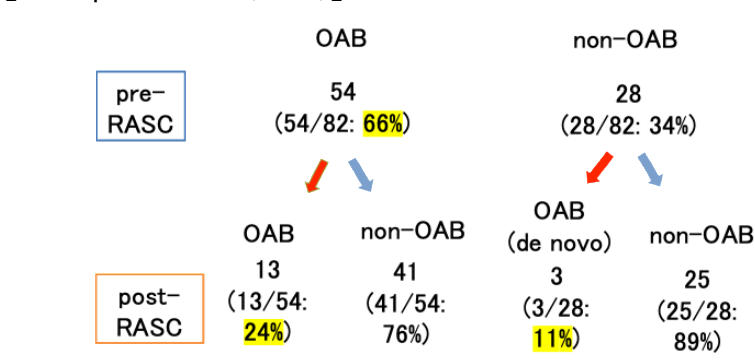 OAB
non-OAB
pre-
RASC
54
(54/82: 66%)
28
(28/82: 34%)
OAB
non-OAB
OAB
(de novo)
non-OAB
post-
RASC
13
(13/54:
24%)
41
(41/54:
76%)
3
(3/28:
11%)
25
(25/28:
89%)